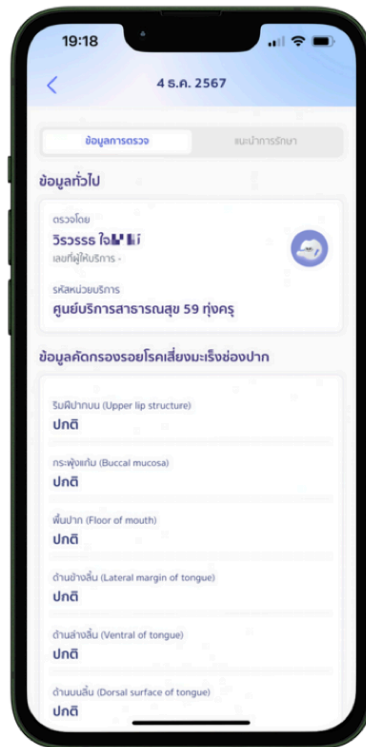 19:18
4 ธ.ค. 2567
ข้อมูลการตรวจ
แนะนำการรักษา
ข้อมูลทั่วไป
ตรวจโดย
วิรวรรธ
เลขที่ผู้ให้บริการ -
รหัสหน่วยบริการ
ศูนย์บริการสาธารณสุข 59 ทุ่งครุ
ข้อมูลคัดกรองรอยโรคเสี่ยงมะเร็งช่องปาก
ริมฝีปากบน (Upper lip structure)
ปกติ
กระพุ้งแก้ม (Buccal mucosa)
ปกติ
พื้นปาก (Floor of mouth)
ปกติ
ด้านข้างลิ้น (Lateral margin of tongue)
ปกติ
ด้านล่างลิ้น (Ventral of tongue)
ปกติ
ด้านบนลิ้น (Dorsal surface of tongue)
ปกติ